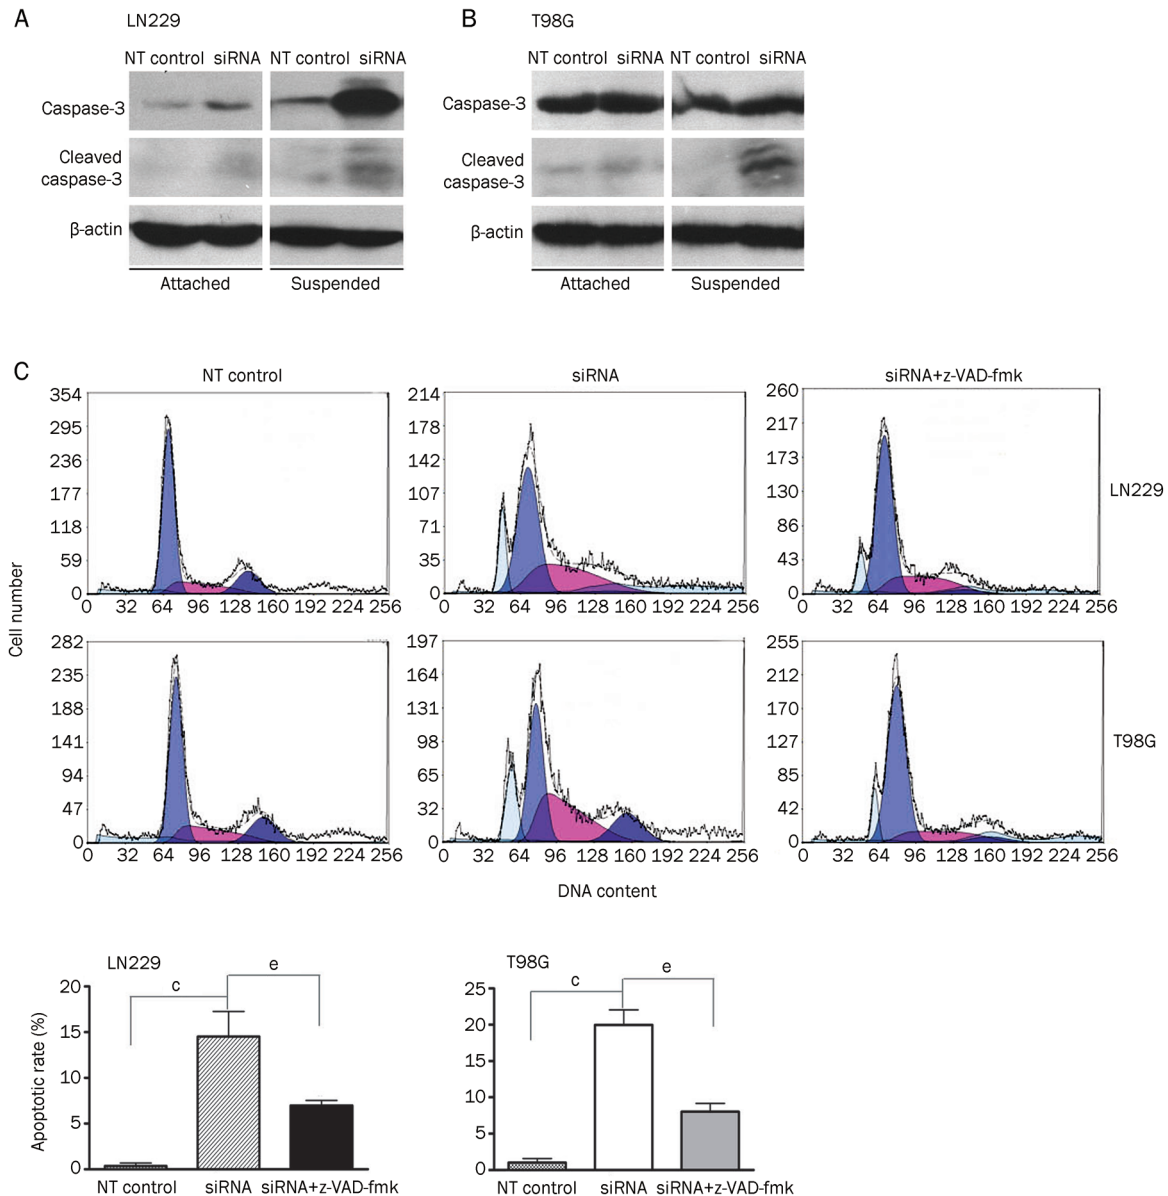 A LN229 B T98G
NT control siRNA NT control siRNA NT control siRNA NT control siRNA
Caspase-3 Caspase-3
Cleaved
caspase-3
Cleaved
caspase-3
β-actin β-actin
Attached Suspended Attached Suspended
C
NT control siRNA siRNA+z-VAD-fmk
354
295
236
177
118
59
0
0 32 64 96 128 160 192 224 256
214
178
142
107
71
35
0
0 32 64 96 128 160 192 224 256
260
217
173
130
86
43
0
0 32 64 96 128 160 192 224 256
LN229
Cell number
282
235
188
141
94
47
0
0 32 64 96 128 160 192 224 256
197
164
131
98
65
32
0
0 32 64 96 128 160 192 224 256
255
212
170
127
85
42
0
0 32 64 96 128 160 192 224 256
T98G
DNA content
LN229
c e
Apoptotic rate (%)
20
15
10
5
0
NT control siRNA siRNA+z-VAD-fmk
T98G
c e
25
20
15
10
5
0
NT control siRNA siRNA+z-VAD-fmk